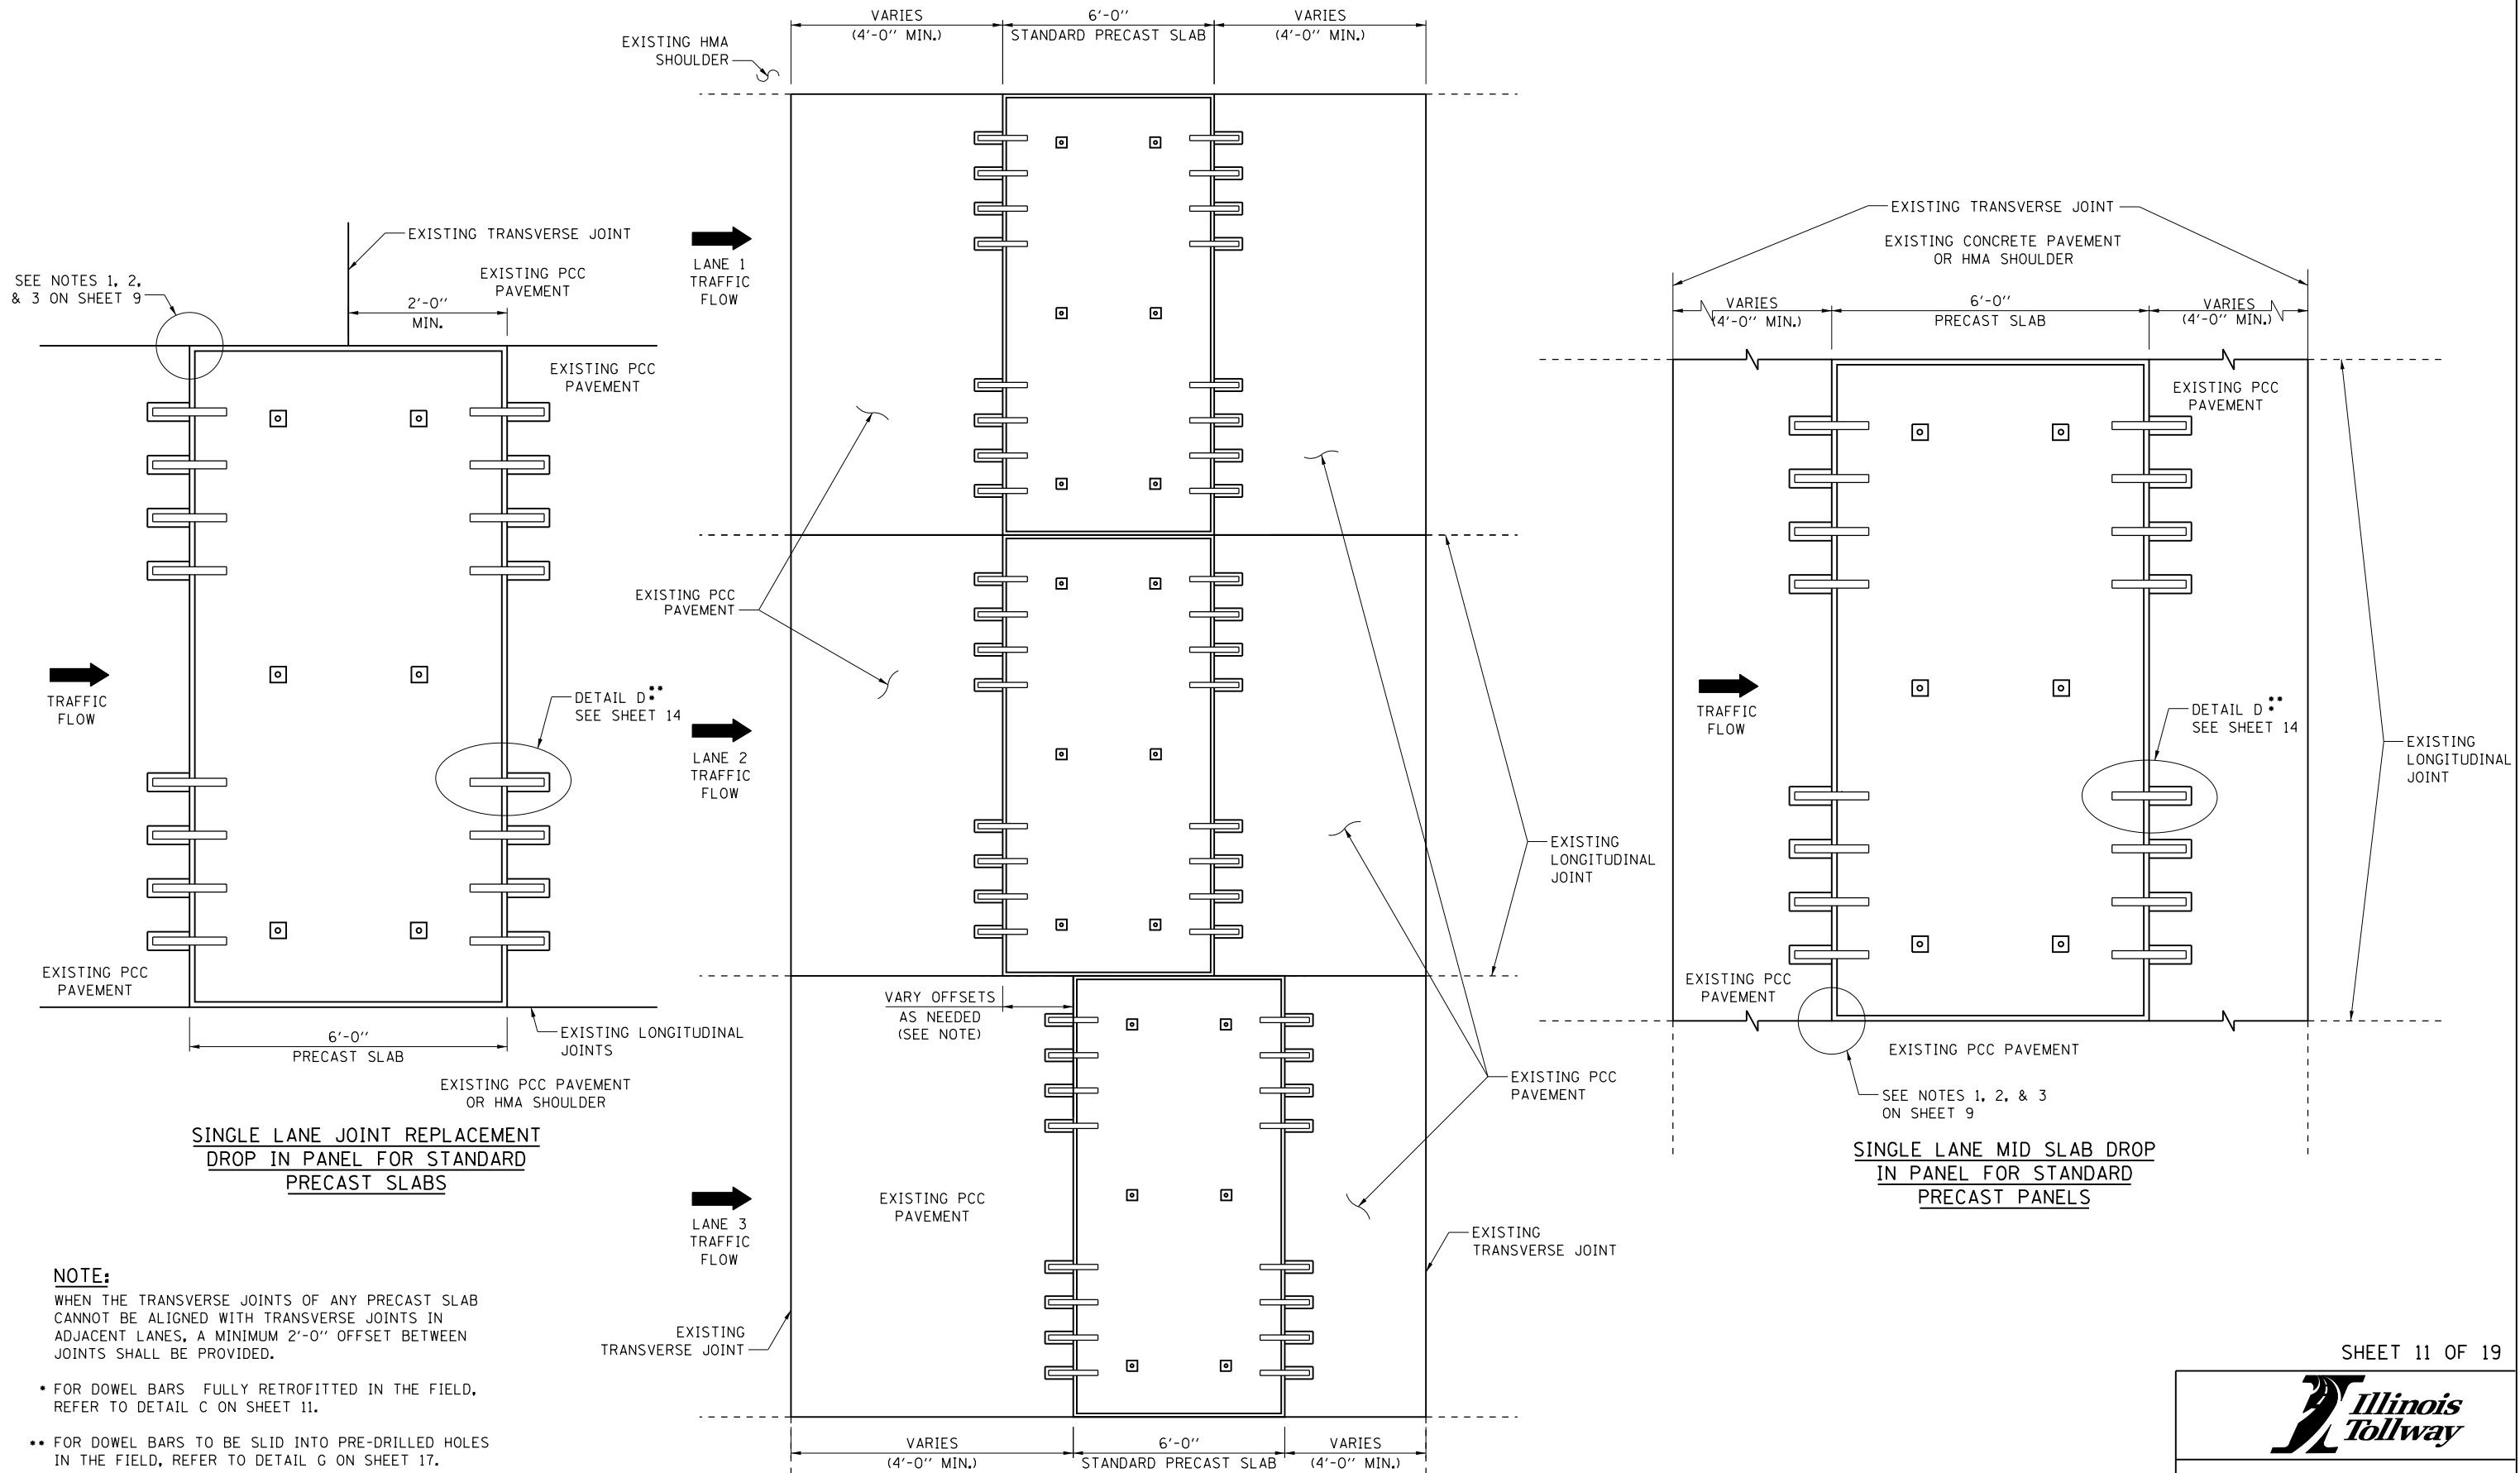 VARIES
(4'-0'' MIN.)
6'-0''
STANDARD PRECAST SLAB
VARIES
(4'-0'' MIN.)
EXISTING HMA
SHOULDER
EXISTING TRANSVERSE JOINT
SEE NOTES 1, 2,
& 3 ON SHEET 9
EXISTING PCC
PAVEMENT
2'-0''
MIN.
EXISTING PCC
PAVEMENT
TRAFFIC
FLOW
DETAIL D * **
SEE SHEET 14
EXISTING PCC
PAVEMENT
6'-0''
PRECAST SLAB
EXISTING LONGITUDINAL
JOINTS
EXISTING PCC PAVEMENT
OR HMA SHOULDER
SINGLE LANE JOINT REPLACEMENT
DROP IN PANEL FOR STANDARD
PRECAST SLABS
LANE 1
TRAFFIC
FLOW
EXISTING PCC
PAVEMENT
LANE 2
TRAFFIC
FLOW
EXISTING
LONGITUDINAL
JOINT
VARY OFFSETS
AS NEEDED
(SEE NOTE)
EXISTING PCC
PAVEMENT
EXISTING PCC
PAVEMENT
LANE 3
TRAFFIC
FLOW
EXISTING
TRANSVERSE JOINT
EXISTING
TRANSVERSE JOINT
VARIES
(4'-0'' MIN.)
6'-0''
STANDARD PRECAST SLAB
VARIES
(4'-0'' MIN.)
EXISTING TRANSVERSE JOINT
EXISTING CONCRETE PAVEMENT
OR HMA SHOULDER
VARIES
(4'-0'' MIN.)
6'-0''
PRECAST SLAB
VARIES
(4'-0'' MIN.)
EXISTING PCC
PAVEMENT
TRAFFIC
FLOW
DETAIL D * **
SEE SHEET 14
EXISTING
LONGITUDINAL
JOINT
EXISTING PCC
PAVEMENT
EXISTING PCC PAVEMENT
SEE NOTES 1, 2, & 3
ON SHEET 9
SINGLE LANE MID SLAB DROP
IN PANEL FOR STANDARD
PRECAST PANELS
NOTE:
WHEN THE TRANSVERSE JOINTS OF ANY PRECAST SLAB
CANNOT BE ALIGNED WITH TRANSVERSE JOINTS IN
ADJACENT LANES, A MINIMUM 2'-0'' OFFSET BETWEEN
JOINTS SHALL BE PROVIDED.
* FOR DOWEL BARS FULLY RETROFITTED IN THE FIELD,
REFER TO DETAIL C ON SHEET 11.
** FOR DOWEL BARS TO BE SLID INTO PRE-DRILLED HOLES
IN THE FIELD, REFER TO DETAIL G ON SHEET 17.
SHEET 11 OF 19
Illinois
Tollway